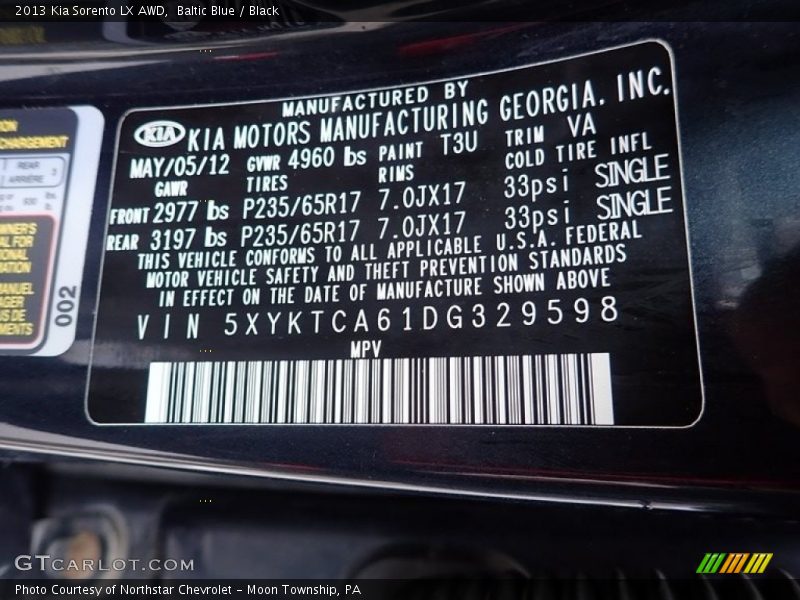 2013 Kia Sorento LX AWD, Baltic Blue / Black
MANUFACTURED BY
KIA KIA MOTORS MANUFACTURING GEORGIA. INC.
MAY/05/12 GVWR 4960 lbs PAINT T3U TRIM VA
GAWR TIRES RIMS COLD TIRE INFL
FRONT 2977 lbs P235/65R17 7.0JX17 33psi SINGLE
REAR 3197 lbs P235/65R17 7.0JX17 33psi SINGLE
THIS VEHICLE CONFORMS TO ALL APPLICABLE U.S.A. FEDERAL
MOTOR VEHICLE SAFETY AND THEFT PREVENTION STANDARDS
IN EFFECT ON THE DATE OF MANUFACTURE SHOWN ABOVE
VIN 5XYKTCA61DG329598
MPV
REAR
ARRIÈRE
002
GTCARLOT.COM
Photo Courtesy of Northstar Chevrolet - Moon Township, PA